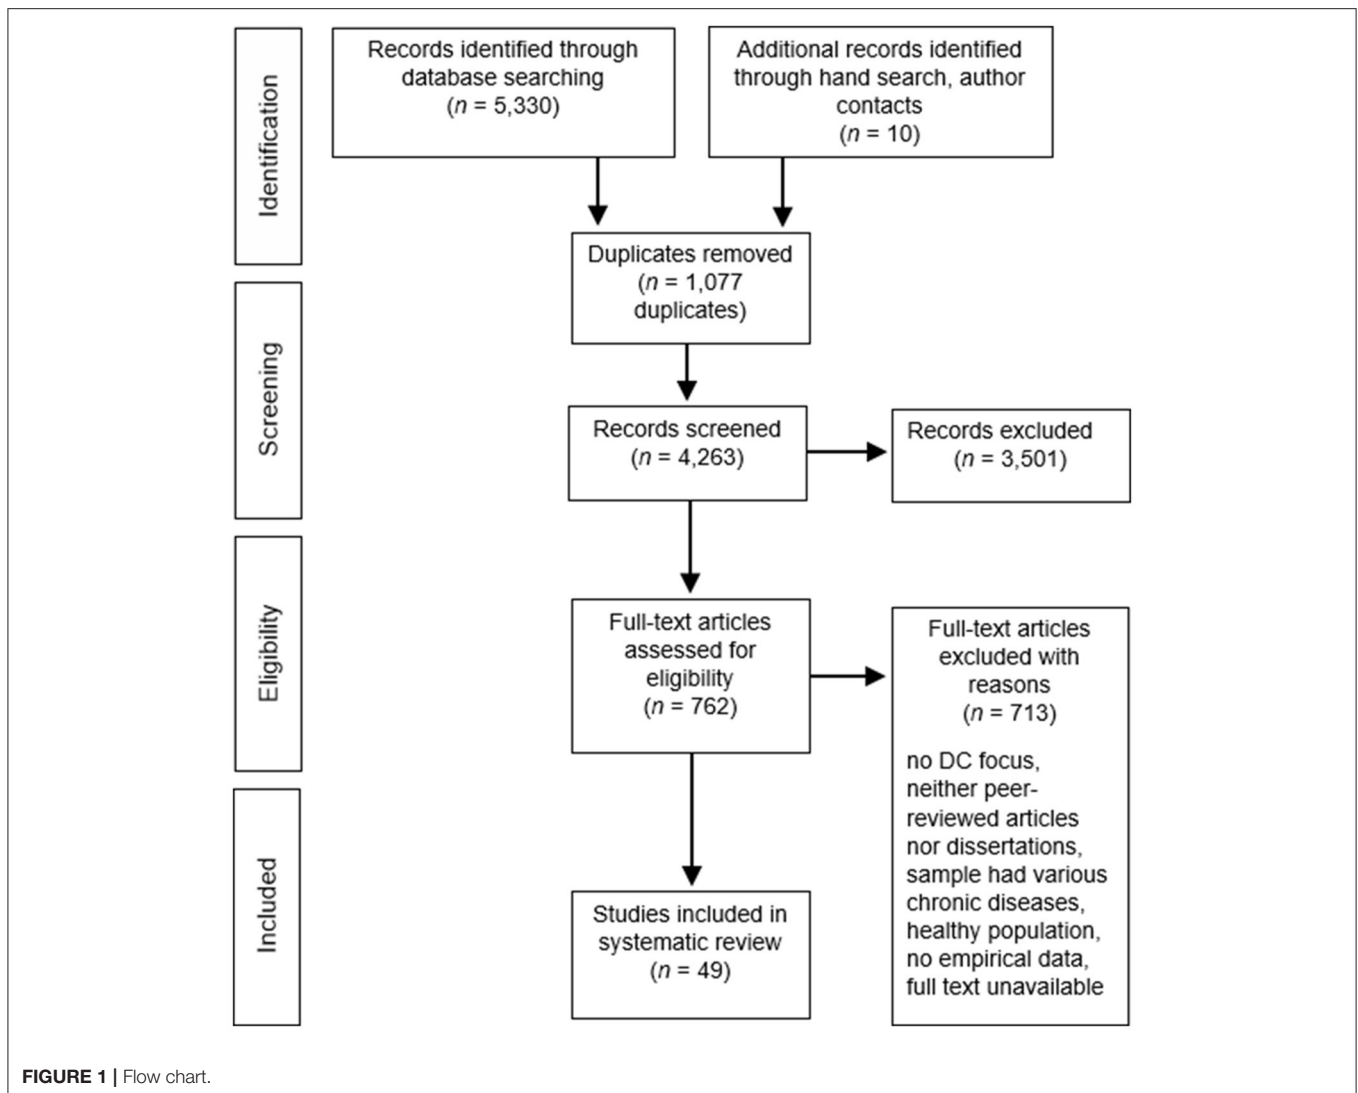 Identification
Records identified through
database searching
(n = 5,330)
Additional records identified
through hand search, author
contacts
(n = 10)
Duplicates removed
(n = 1,077
duplicates)
Screening
Records screened
(n = 4,263)
Records excluded
(n = 3,501)
Eligibility
Full-text articles
assessed for
eligibility
(n = 762)
Full-text articles
excluded with
reasons
(n = 713)
no DC focus,
neither peer-
reviewed articles
nor dissertations,
sample had various
chronic diseases,
healthy population,
no empirical data,
full text unavailable
Included
Studies included in
systematic review
(n = 49)
FIGURE 1 | Flow chart.